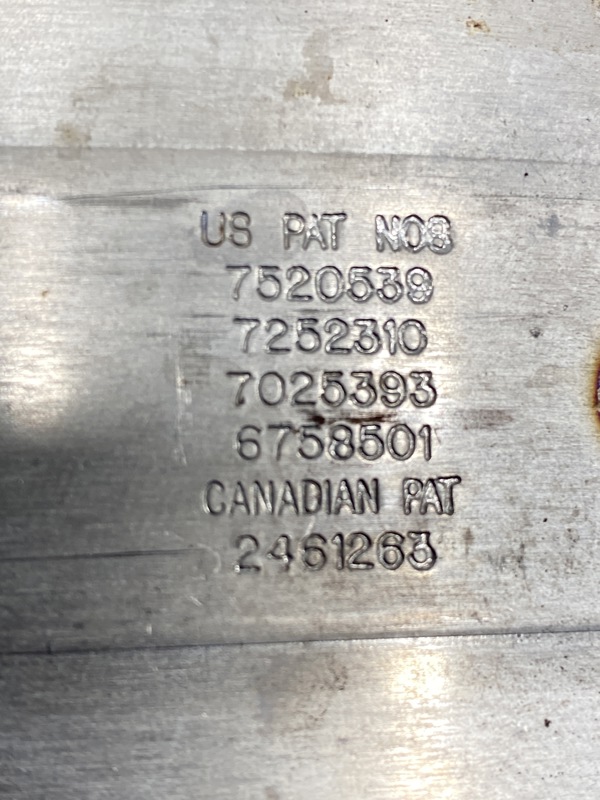 US PAT NOS
7520539
7252310
7025393
6758501
CANADIAN PAT
2461263